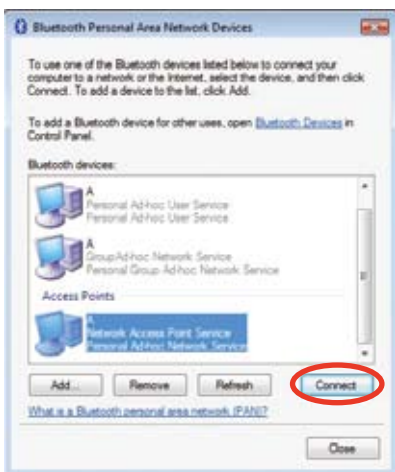 Bluetooth Personal Area Network Devices
To use one of the Bluetooth devices listed below to connect your
computer to a network or the Internet, select the device, and then click
Connect. To add a device to the list, click Add.
To add a Bluetooth device for other uses, open Bluetooth Devices in
Control Panel.
Bluetooth devices:
A
Personal Ad-hoc User Service
Personal Ad-hoc User Service
A
GroupAd-hoc Network Service
Personal Group Ad-hoc Network Service
Access Points
A
Network Access Point Service
Personal Ad-hoc Network Service
Add... Remove Refresh Connect
What is a Bluetooth personal area network (PAN)?
Close